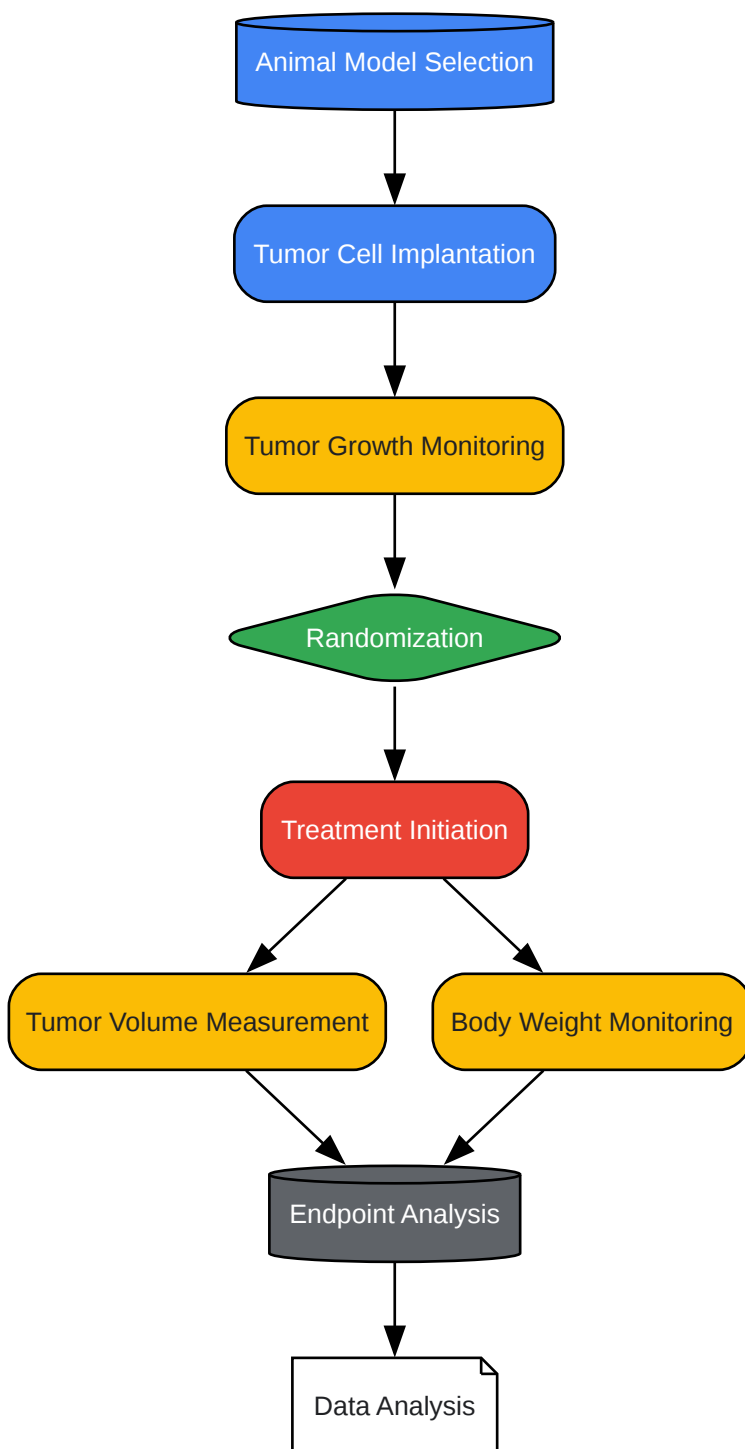 Animal Model Selection
Tumor Cell Implantation
Tumor Growth Monitoring
Randomization
Treatment Initiation
Tumor Volume Measurement
Body Weight Monitoring
Endpoint Analysis
Data Analysis